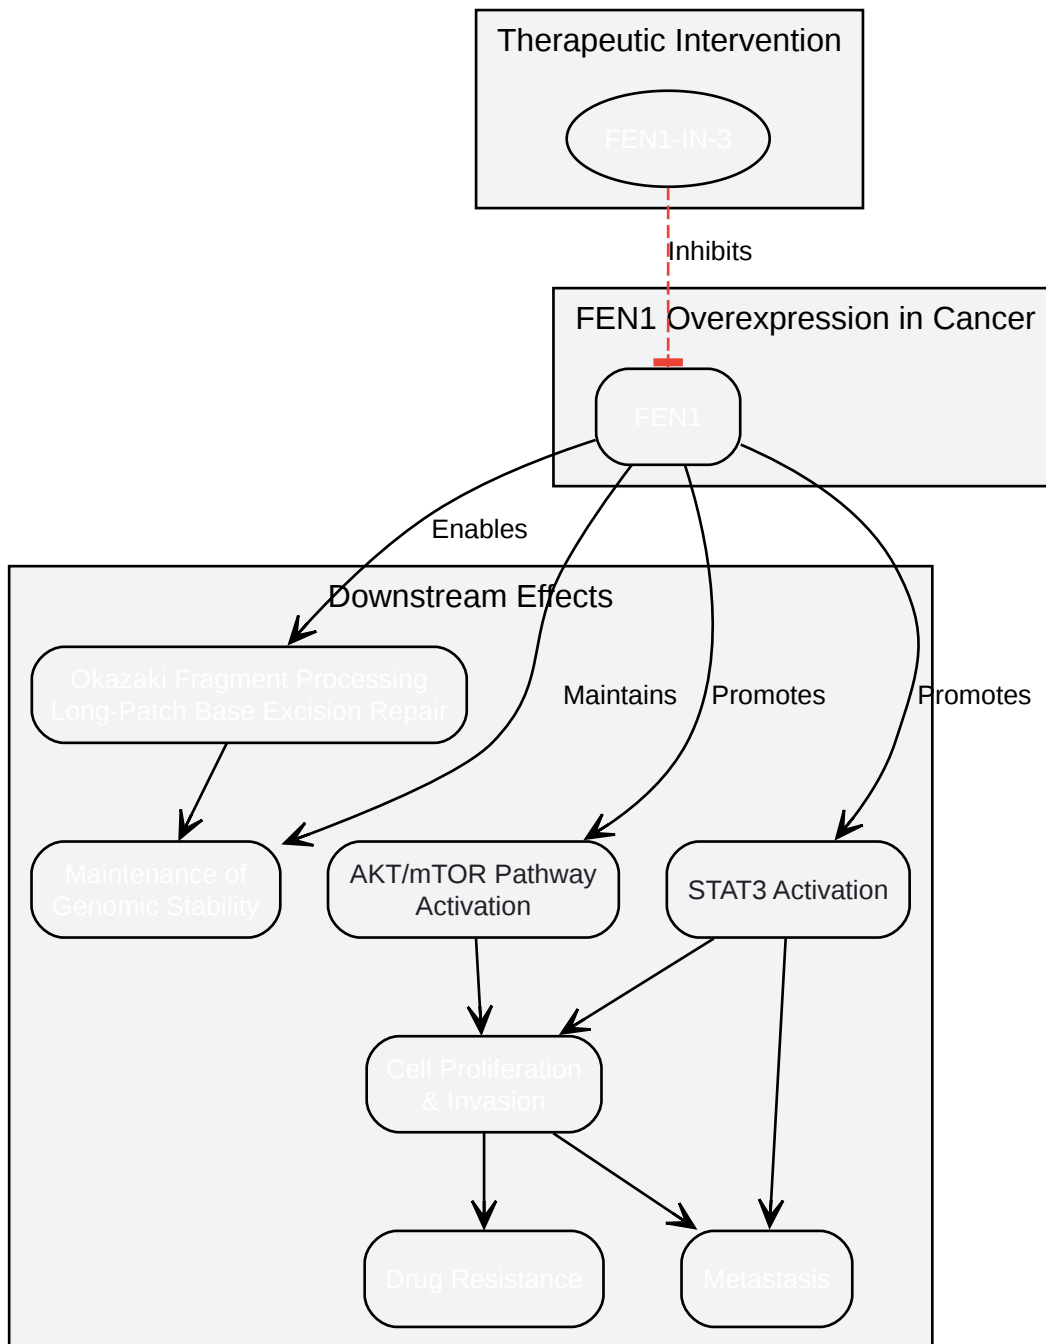 Therapeutic Intervention
FEN1-IN-3
Inhibits
FEN1 Overexpression in Cancer
FEN1
Enables
Downstream Effects
Okazaki Fragment Processing
Long-Patch Base Excision Repair
Maintains
Promotes
Promotes
Maintenance of
Genomic Stability
AKT/mTOR Pathway
Activation
STAT3 Activation
Cell Proliferation
& Invasion
Drug Resistance
Metastasis